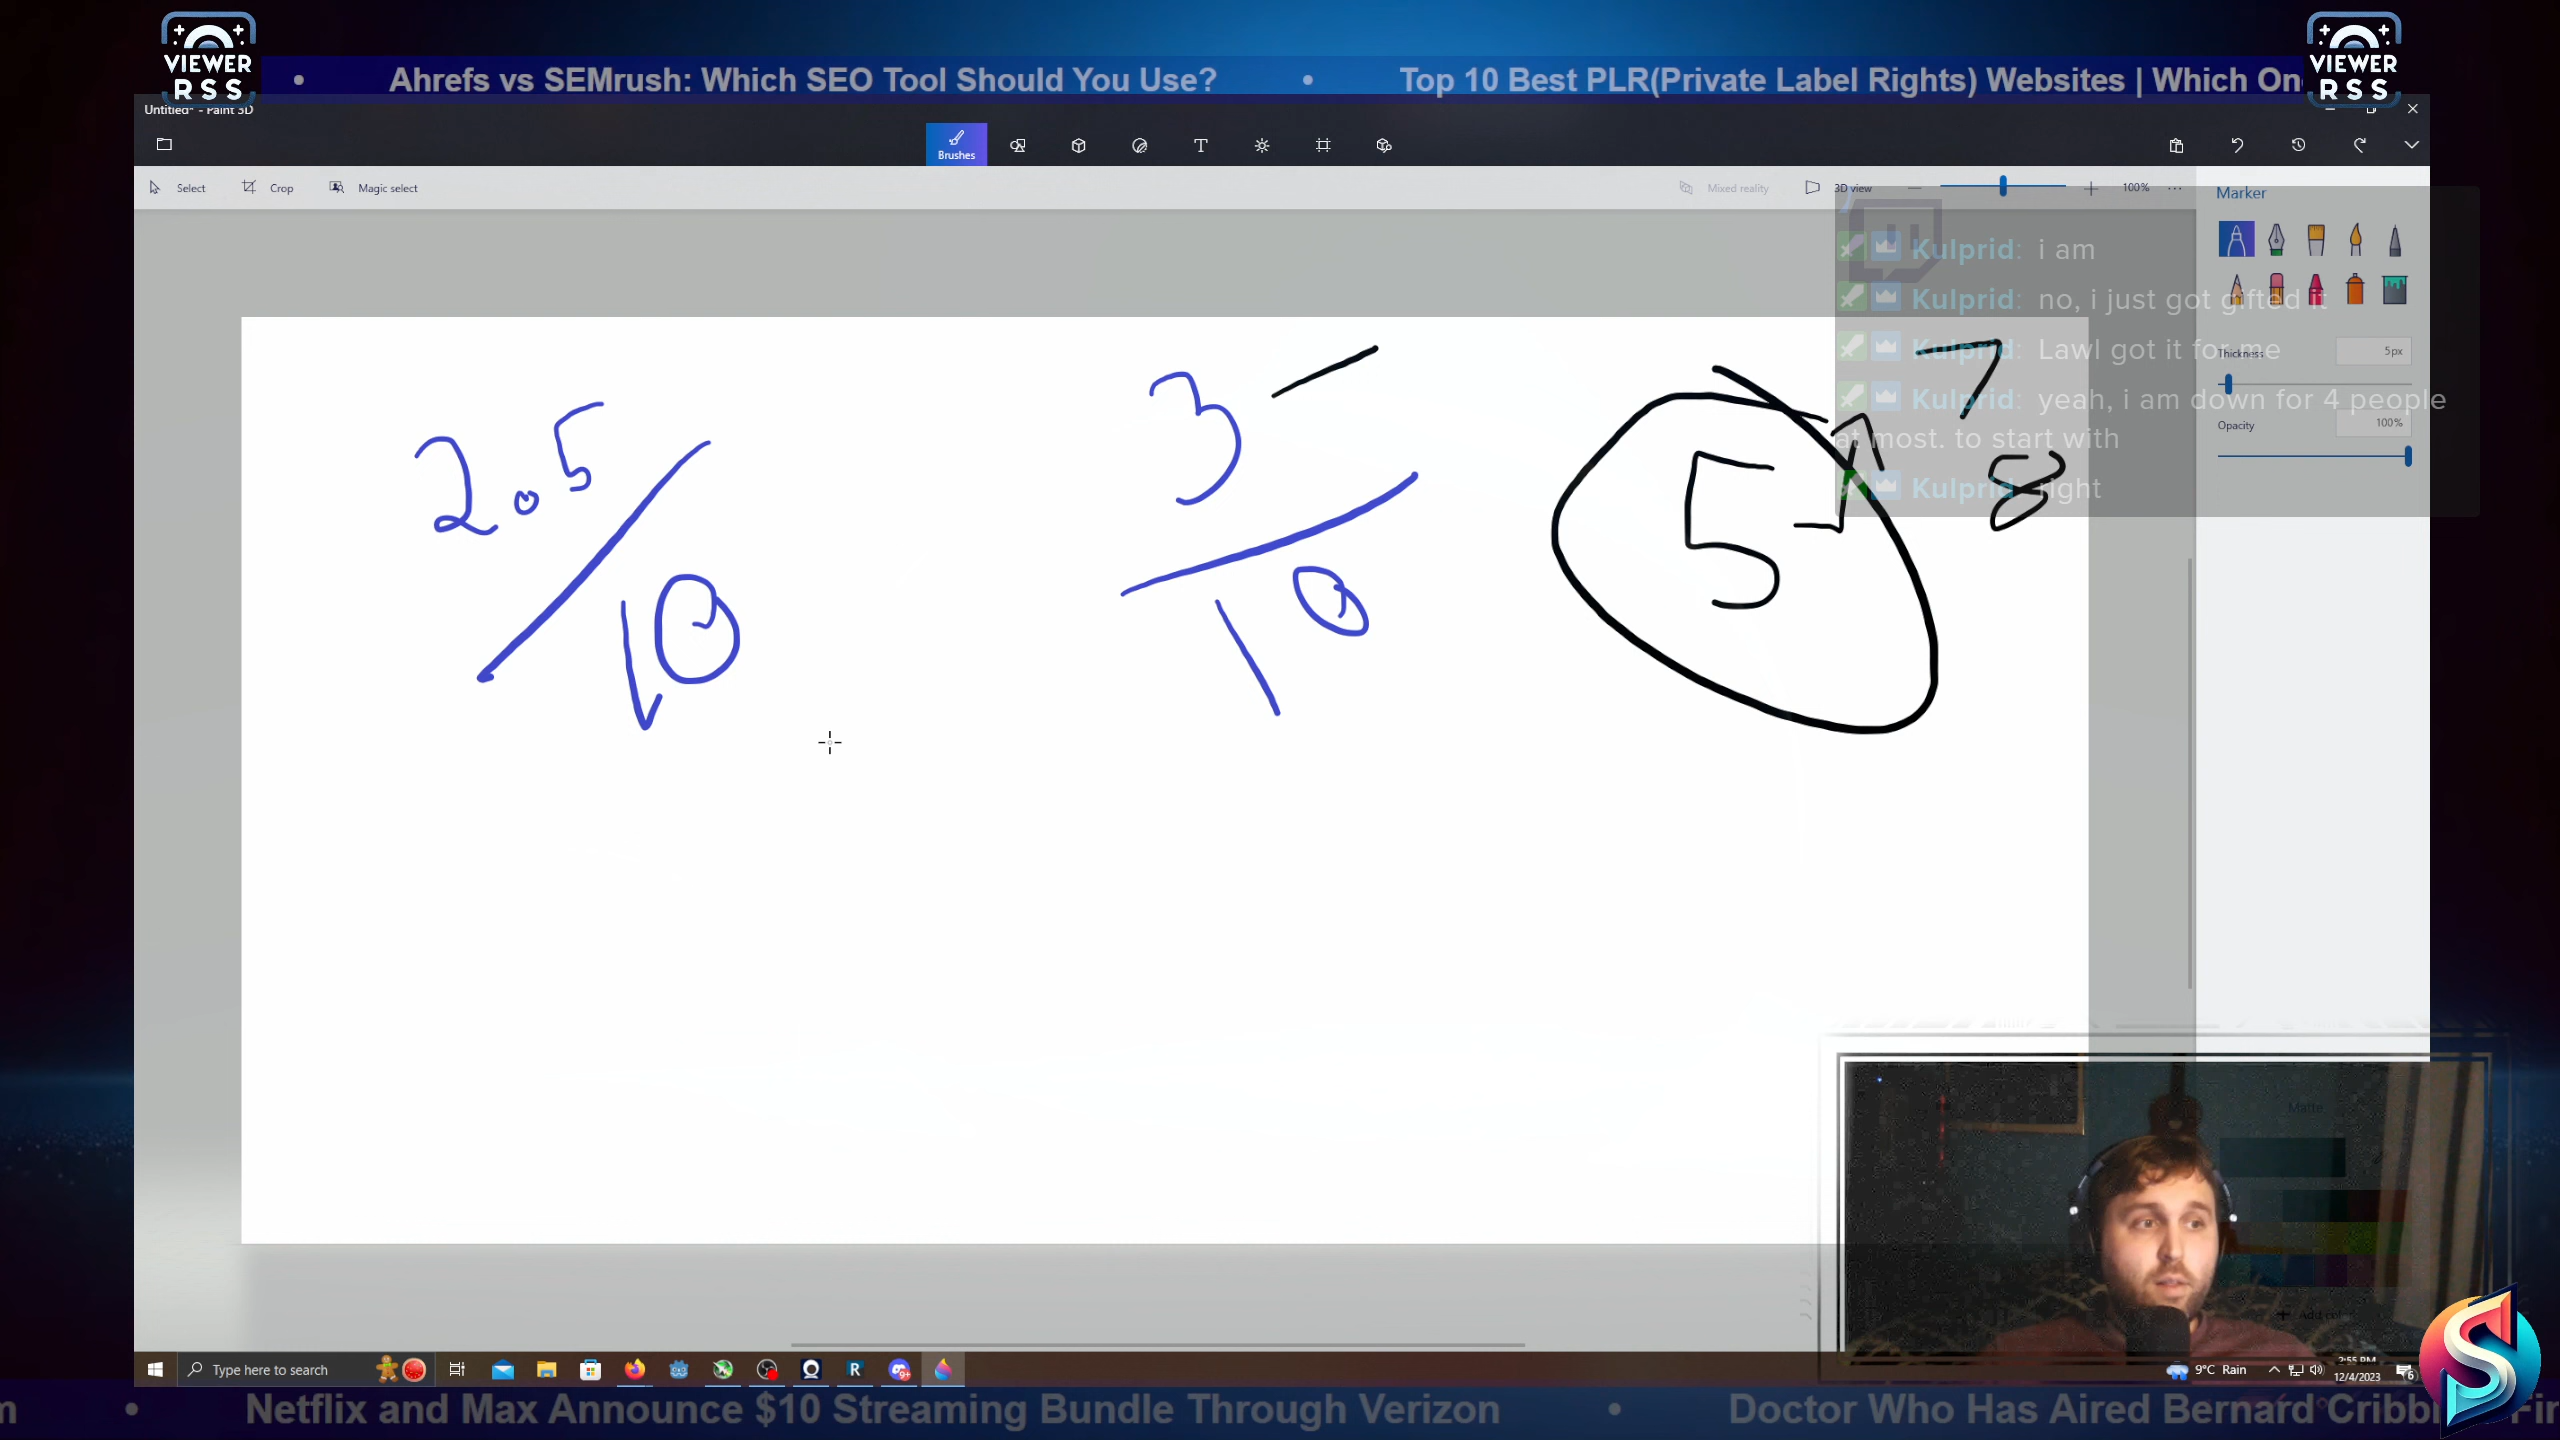 VIEWER
RSS
• Ahrefs vs SEMrush: Which SEO Tool Should You Use? • Top 10 Best PLR(Private Label Rights) Websites | Which On
VIEWER
RSS
Untitled* - Paint 3D
Brushes
Select Crop Magic select Mixed reality 3D view 100% ...
Marker
Kulprid: i am
Kulprid: no, i just got gifted it
Kulprid: Lawl got it for me
Kulprid: yeah, i am down for 4 people
at most. to start with
Kulprid: right
Thickness 5px
Opacity 100%
2.5
10
3
10
5
7
8
Matte
Type here to search
9°C Rain
2:55 PM
12/4/2023
• Netflix and Max Announce $10 Streaming Bundle Through Verizon • Doctor Who Has Aired Bernard Cribb